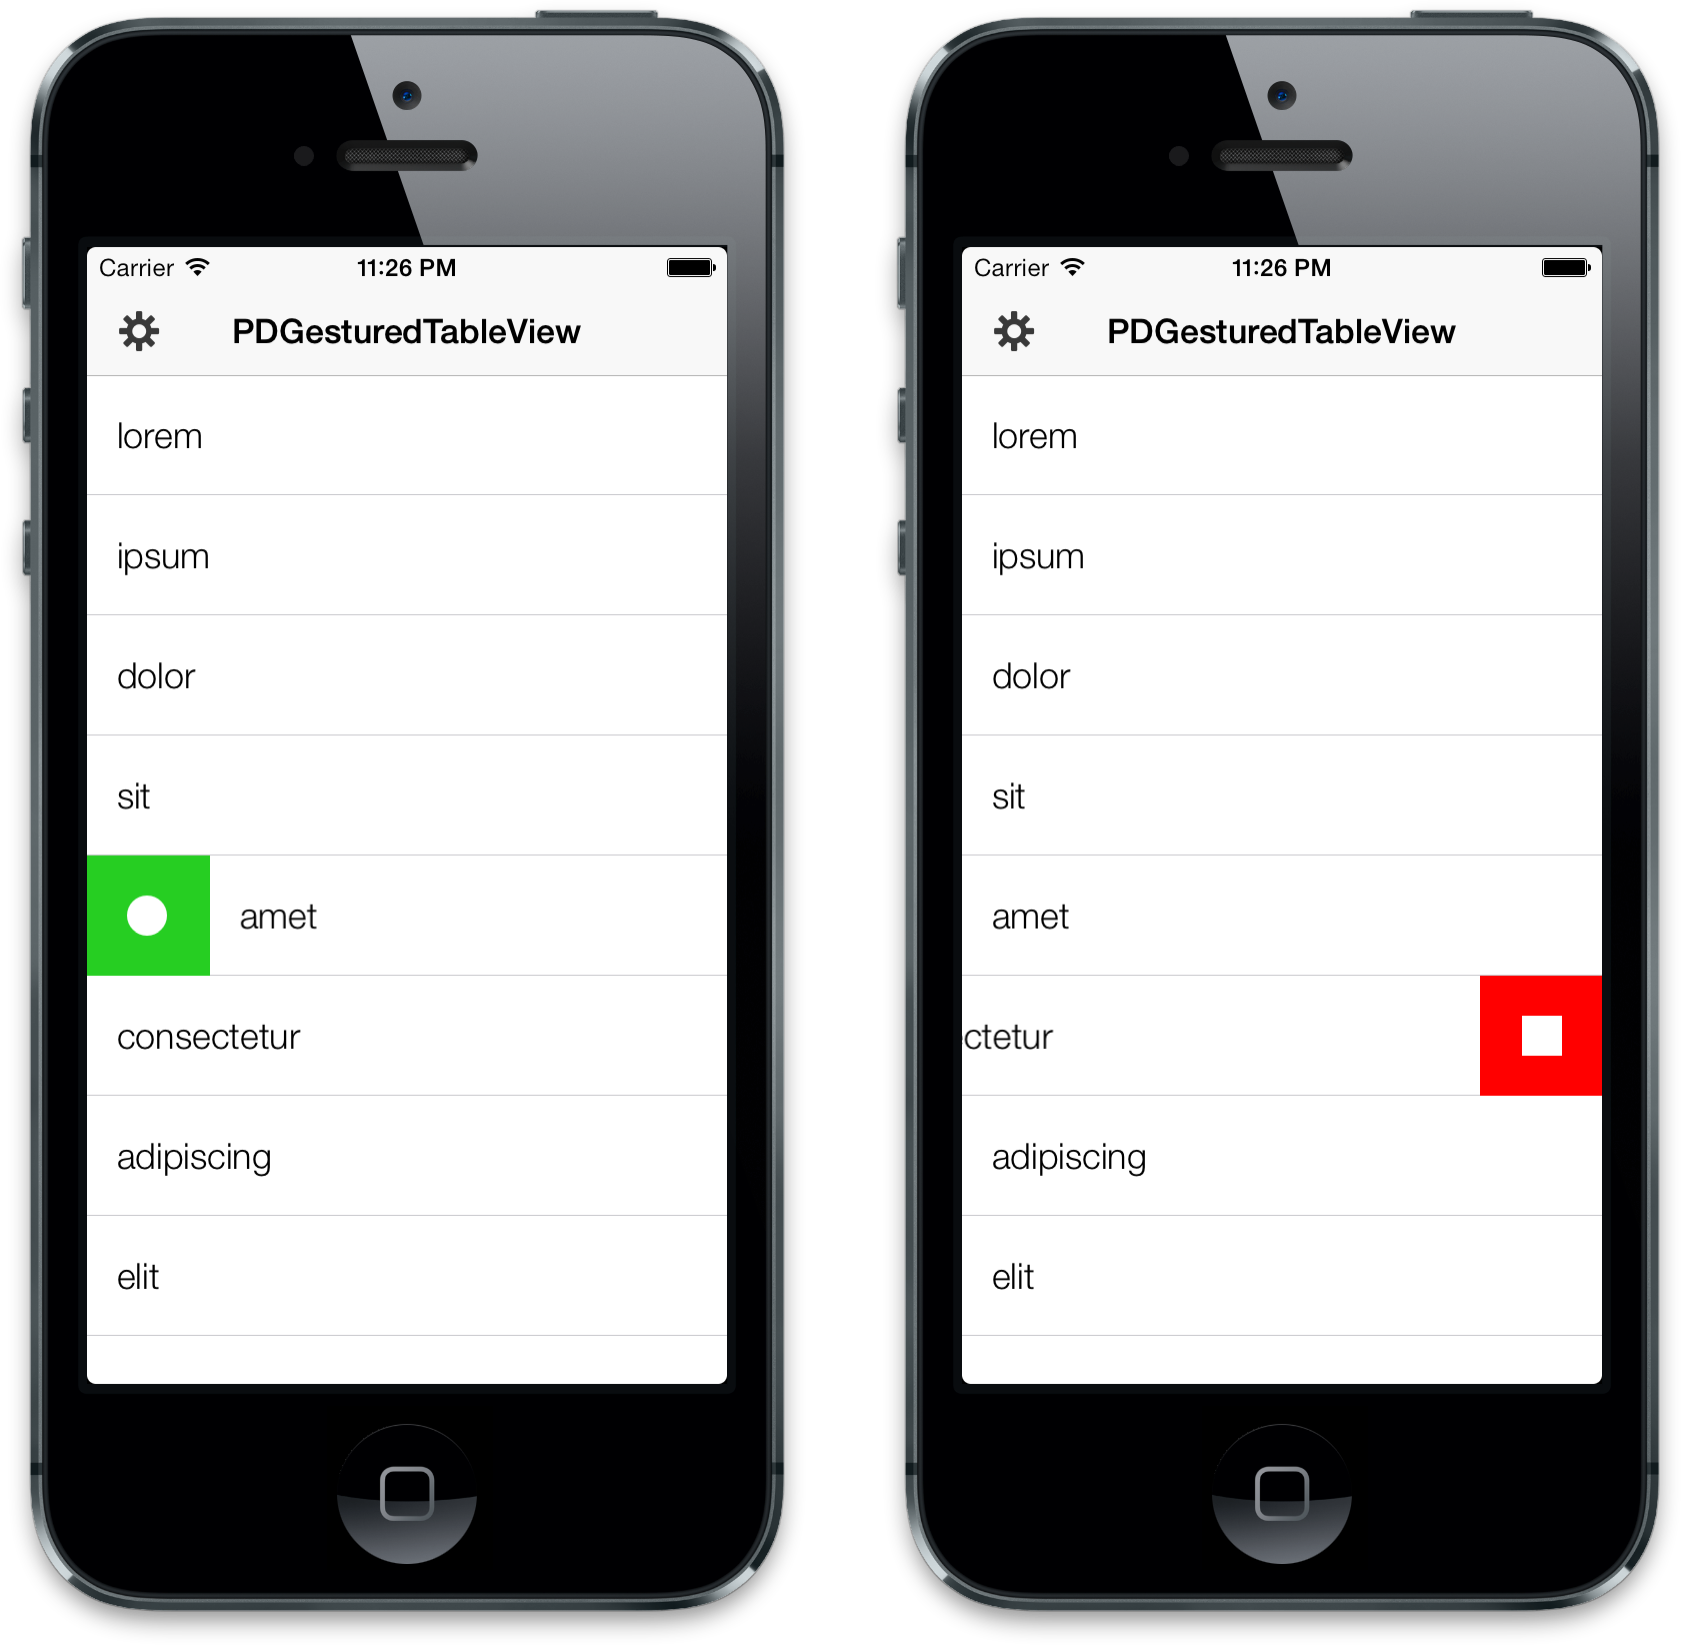 Carrier 11:26 PM
PDGesturedTableView
lorem
ipsum
dolor
sit
amet
consectetur
adipiscing
elit
Carrier 11:26 PM
PDGesturedTableView
lorem
ipsum
dolor
sit
amet
ctetur
adipiscing
elit